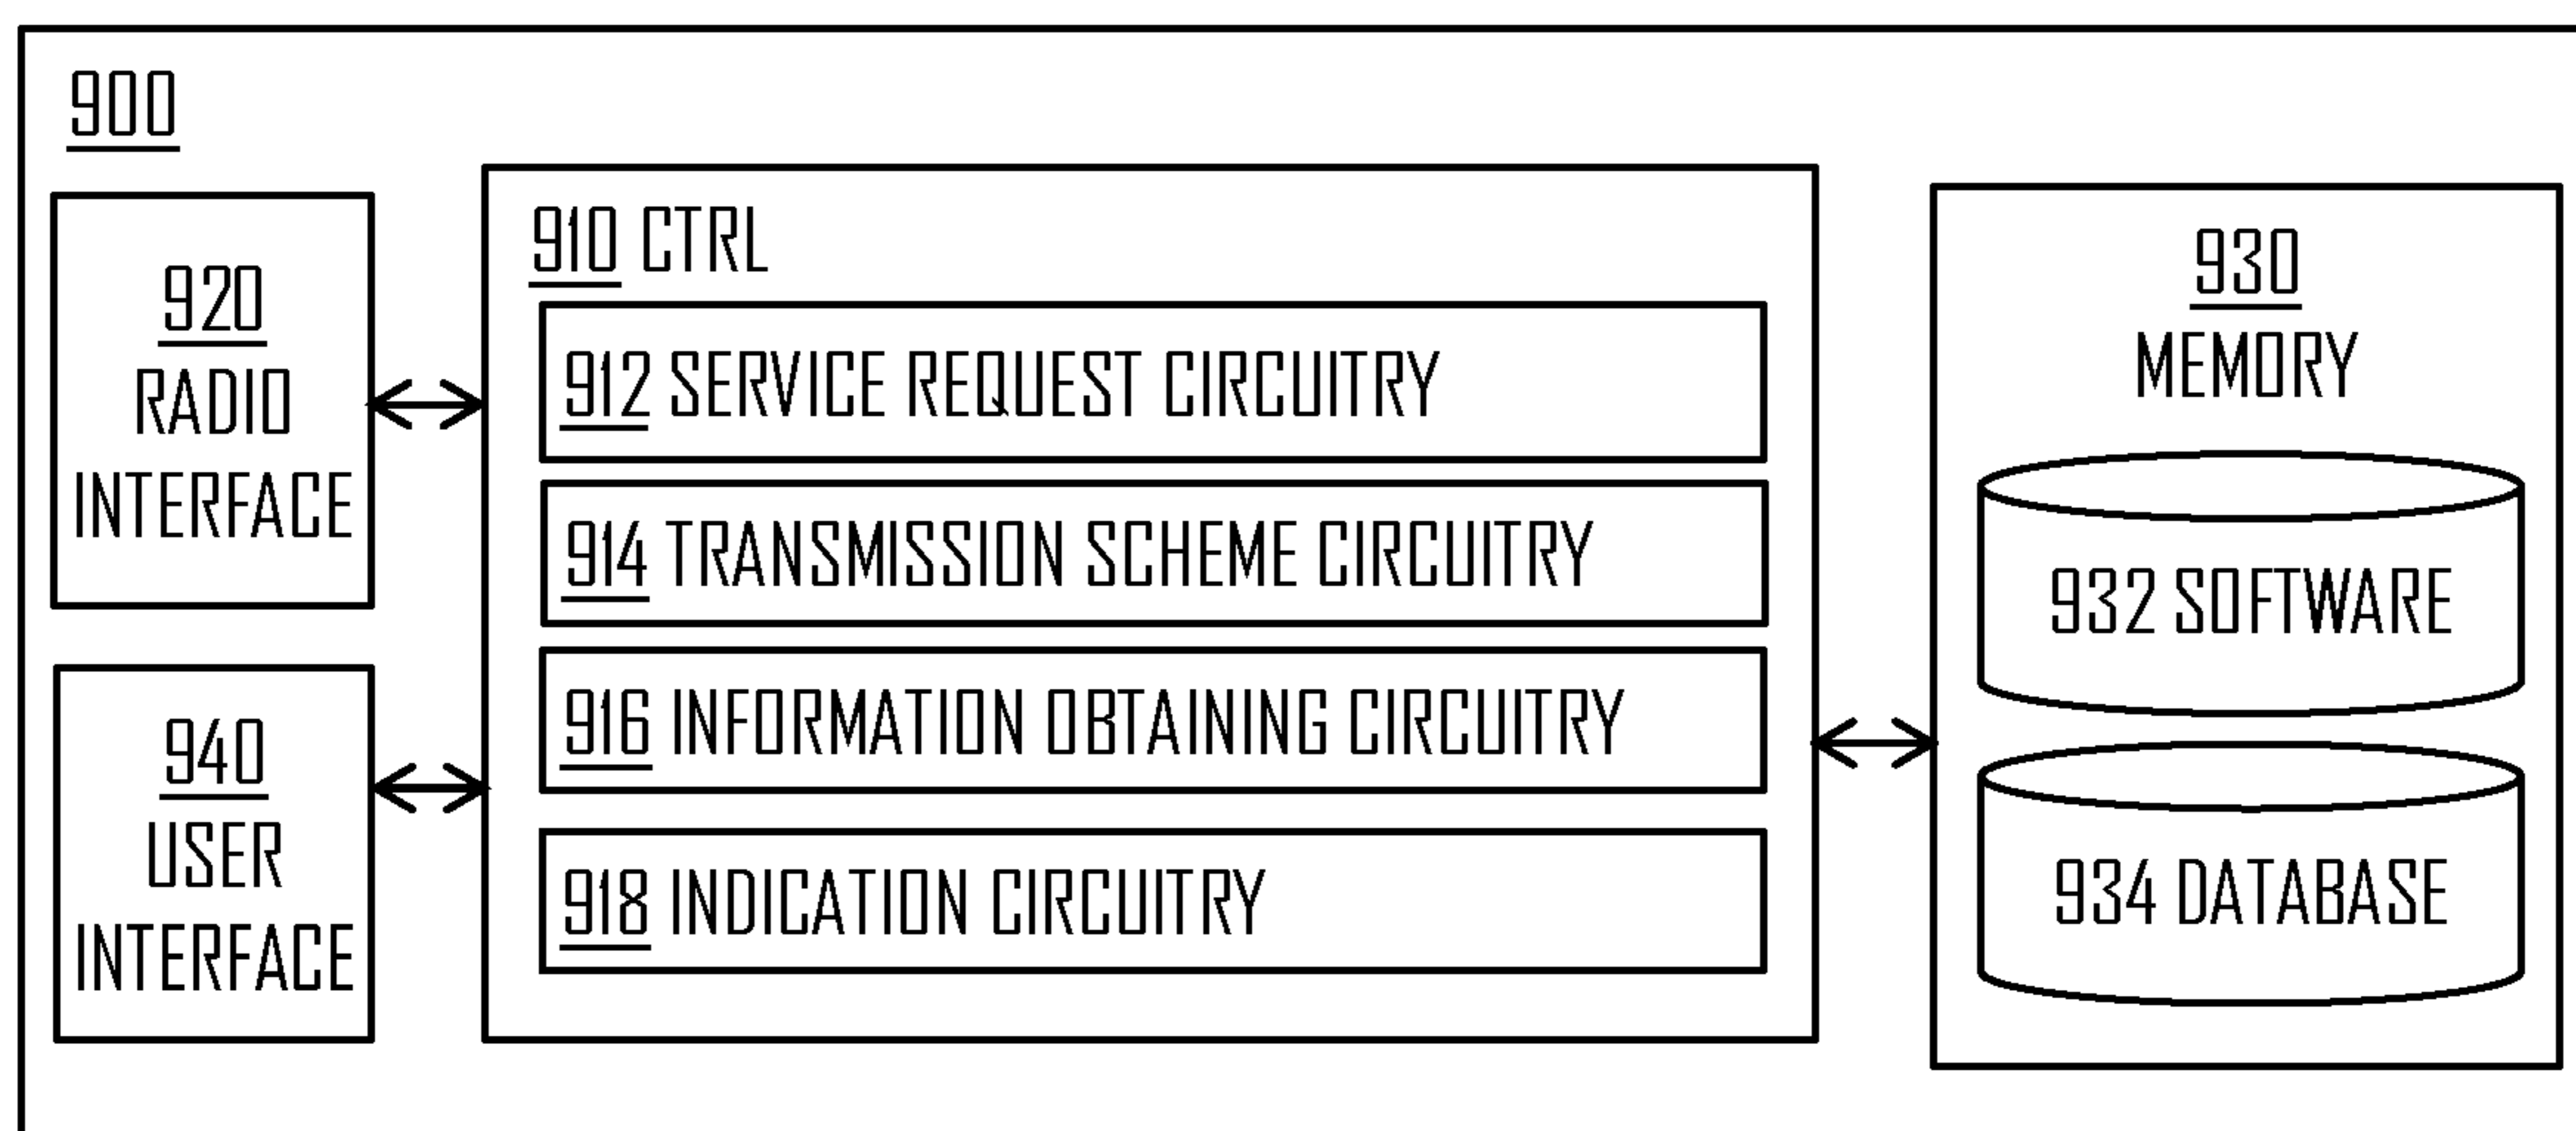 900
920
RADIO
INTERFACE
940
USER
INTERFACE
910 CTRL
912 SERVICE REQUEST CIRCUITRY
914 TRANSMISSION SCHEME CIRCUITRY
916 INFORMATION OBTAINING CIRCUITRY
918 INDICATION CIRCUITRY
930
MEMORY
932 SOFTWARE
934 DATABASE